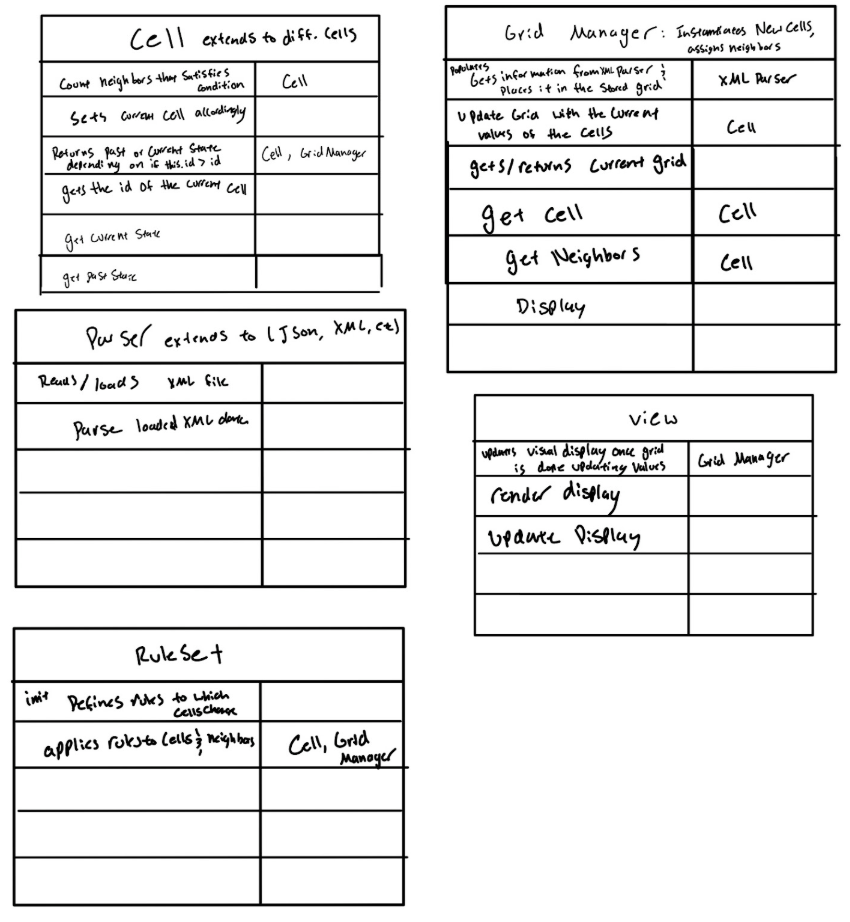 Cell extends to diff. Cells
Count neighbors that satisfies
condition
Cell
Sets current cell accordingly
Returns Past or Current State
depending on if this.id > id
Cell, Grid Manager
gets the id of the current cell
get Current State
get past State
Grid Manager: Instantiates New Cells,
assigns neighbors
Populates
Gets information from XML Parser &
Places it in the stored grid
XML Parser
Update Grid with the current
values of the cells
Cell
gets/returns current grid
get cell
Cell
get Neighbors
Cell
Display
Parser extends to (Json, XML, etc)
Reads/loads XML file
Parse loaded XML data
View
updates visual display once grid
is done updating values
Grid Manager
render display
update Display
RuleSet
init Defines rules to which
cells change
applies rules to cells & neighbors
Cell, Grid
Manager